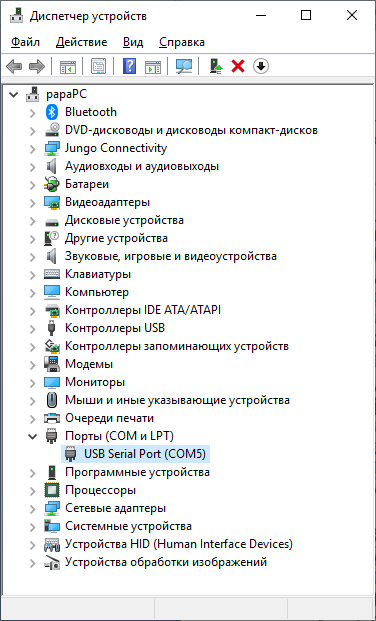 Диспетчер устройств
Файл Действие Вид Справка
papaPC
Bluetooth
DVD-дисководы и дисководы компакт-дисков
Jungo Connectivity
Аудиовходы и аудиовыходы
Батареи
Видеоадаптеры
Дисковые устройства
Другие устройства
Звуковые, игровые и видеоустройства
Клавиатуры
Компьютер
Контроллеры IDE ATA/ATAPI
Контроллеры USB
Контроллеры запоминающих устройств
Модемы
Мониторы
Мыши и иные указывающие устройства
Очереди печати
Порты (COM и LPT)
USB Serial Port (COM5)
Программные устройства
Процессоры
Сетевые адаптеры
Системные устройства
Устройства HID (Human Interface Devices)
Устройства обработки изображений